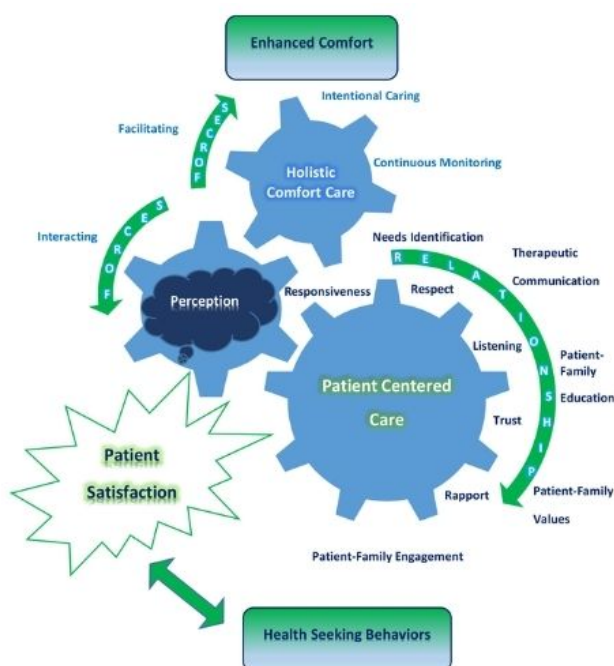 Enhanced Comfort
Intentional Caring
Facilitating
FORCES
Continuous Monitoring
Holistic
Comfort Care
Interacting
FORCES
Needs Identification
Therapeutic
Communication
RELATIONSHIP
Perception
Responsiveness
Respect
Listening
Patient-
Family
Education
Patient Centered
Care
Trust
Patient
Satisfaction
Rapport
Patient-Family
Values
Patient-Family Engagement
Health Seeking Behaviors